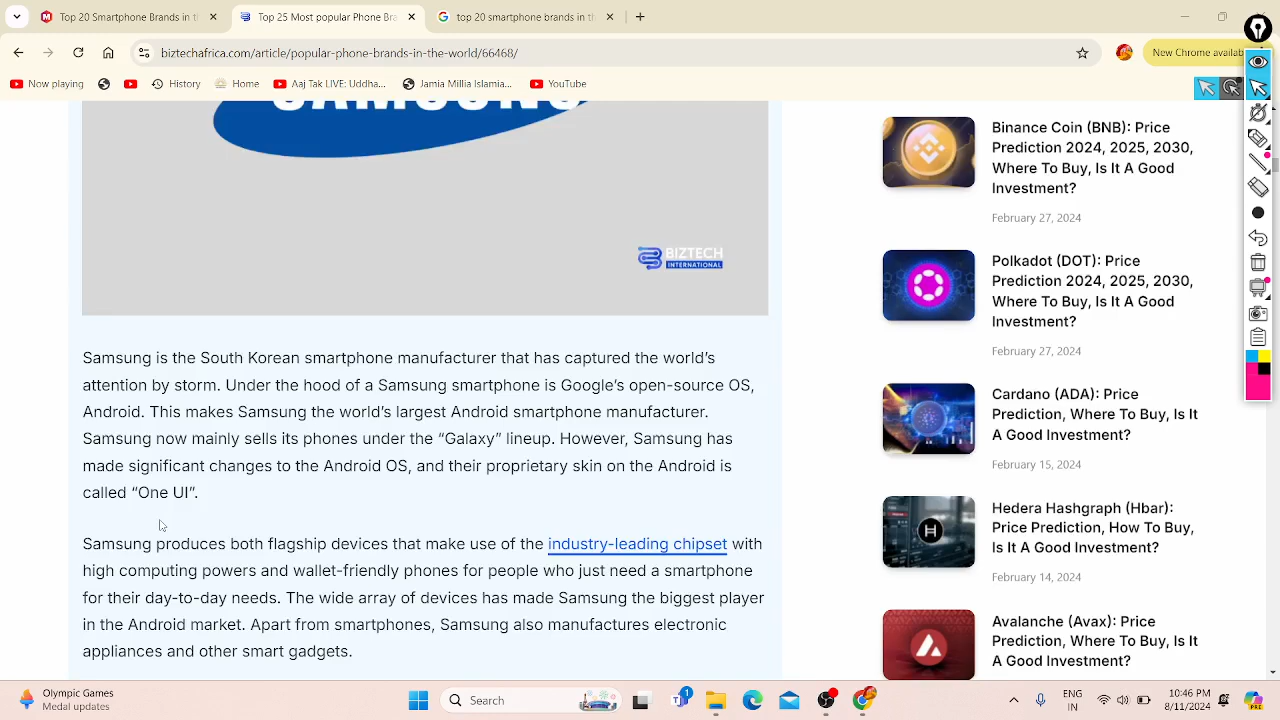 Top 20 smartphone brands in t
Top 25 most popular Phone Bra
Top 20 smartphone brands in th
biztechafrica.com/article/popular-phone-brands-in-the-world/66468/
New Chrome availab
Now playing
History
Home
Aaj Tak LIVE: Uddha...
Jamia Millia Islamia...
YouTube
BIZTECH
INTERNATIONAL
Samsung is the South Korean smartphone manufacturer that has captured the world's
attention by storm. Under the hood of a Samsung smartphone is Google's open-source OS,
Android. This makes Samsung the world's largest Android smartphone manufacturer.
Samsung now mainly sells its phones under the "Galaxy" lineup. However, Samsung has
made significant changes to the Android OS, and their proprietary skin on the Android is
called "One UI".
Samsung produces both flagship devices that make use of the industry-leading chipset with
high computing powers and wallet-friendly phones for people who just need a smartphone
for their day-to-day needs. The wide array of devices has made Samsung the biggest player
in the Android market. Apart from smartphones, Samsung also manufactures electronic
appliances and other smart gadgets.
Binance Coin (BNB): Price
Prediction 2024, 2025, 2030,
Where To Buy, Is It A Good
Investment?
February 27, 2024
Polkadot (DOT): Price
Prediction 2024, 2025, 2030,
Where To Buy, Is It A Good
Investment?
February 27, 2024
Cardano (ADA): Price
Prediction, Where To Buy, Is It
A Good Investment?
February 15, 2024
Hedera Hashgraph (Hbar):
Price Prediction, How To Buy,
Is It A Good Investment?
February 14, 2024
Avalanche (Avax): Price
Prediction, Where To Buy, Is It
A Good Investment?
Olympic Games
Medal updates
Search
ENG
IN
10:46 PM
8/11/2024